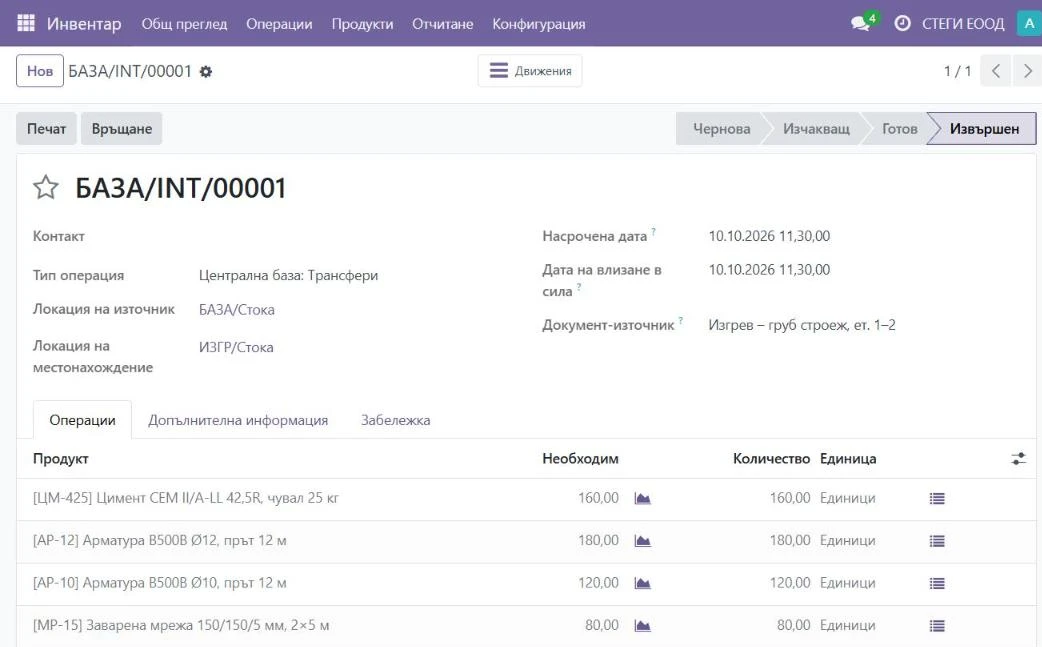 Инвентар Общ преглед Операции Продукти Отчитане Конфигурация 4 СТЕГИ ЕООД A
Нов БАЗА/INT/00001 Движения 1 / 1
Печат Връщане Чернова Изчакващ Готов Извършен
БАЗА/INT/00001
Контакт
Насрочена дата ? 10.10.2026 11,30,00
Тип операция Централна база: Трансфери
Дата на влизане в сила ? 10.10.2026 11,30,00
Локация на източник БАЗА/Стока
Документ-източник ? Изгрев – груб строеж, ет. 1–2
Локация на местонахождение ИЗГР/Стока
Операции Допълнителна информация Забележка
Продукт Необходим Количество Единица
[ЦМ-425] Цимент CEM II/A-LL 42,5R, чувал 25 кг 160,00 160,00 Единици
[АР-12] Арматура B500B Ø12, прът 12 м 180,00 180,00 Единици
[АР-10] Арматура B500B Ø10, прът 12 м 120,00 120,00 Единици
[МР-15] Заварена мрежа 150/150/5 мм, 2×5 м 80,00 80,00 Единици